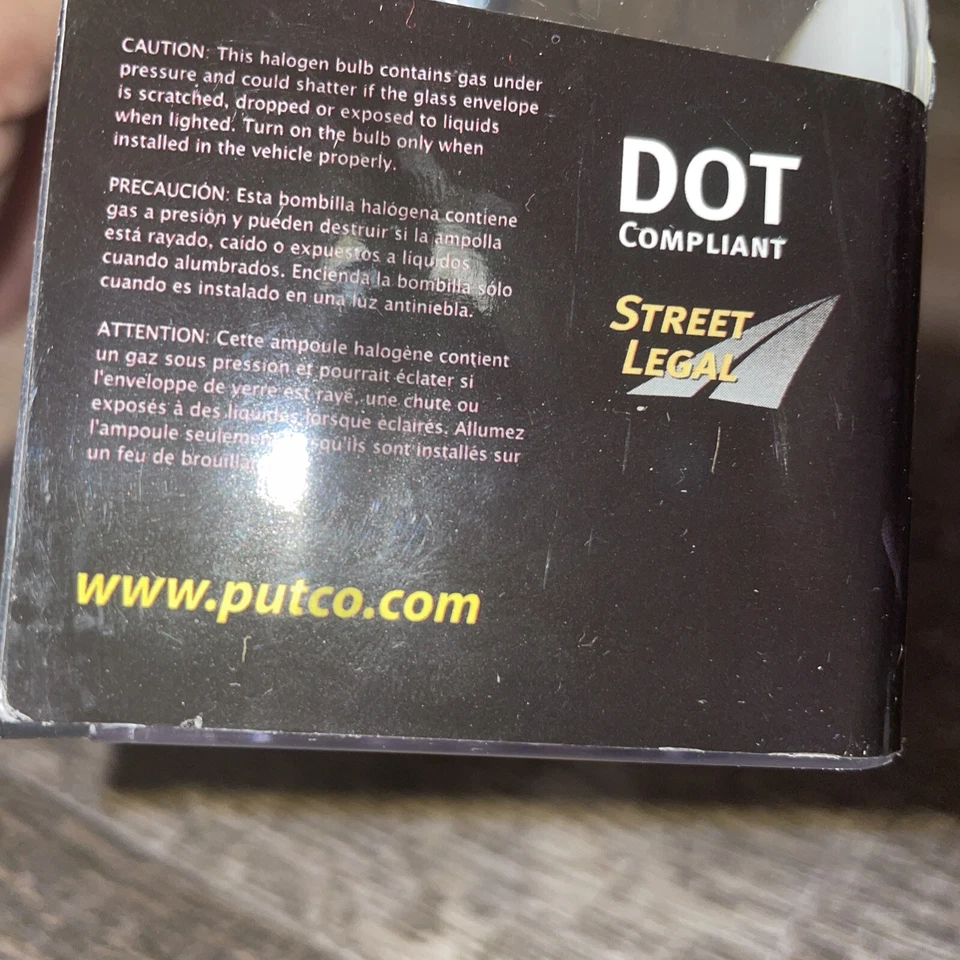 CAUTION: This halogen bulb contains gas under
pressure and could shatter if the glass envelope
is scratched, dropped or exposed to liquids
when lighted. Turn on the bulb only when
installed in the vehicle properly.
PRECAUCIÓN: Esta bombilla halógena contiene
gas a presión y pueden destruir si la ampolla
está rayado, caído o expuestos a líquidos
cuando alumbrados. Encienda la bombilla sólo
cuando es instalado en una luz antiniebla.
ATTENTION: Cette ampoule halogène contient
un gaz sous pression et pourrait éclater si
l'enveloppe de verre est rayé, une chute ou
exposés à des liquides lorsque éclairés. Allumez
l'ampoule qu'ils sont installés sur
un feu de
www.putco.com
DOT
COMPLIANT
STREET
LEGAL